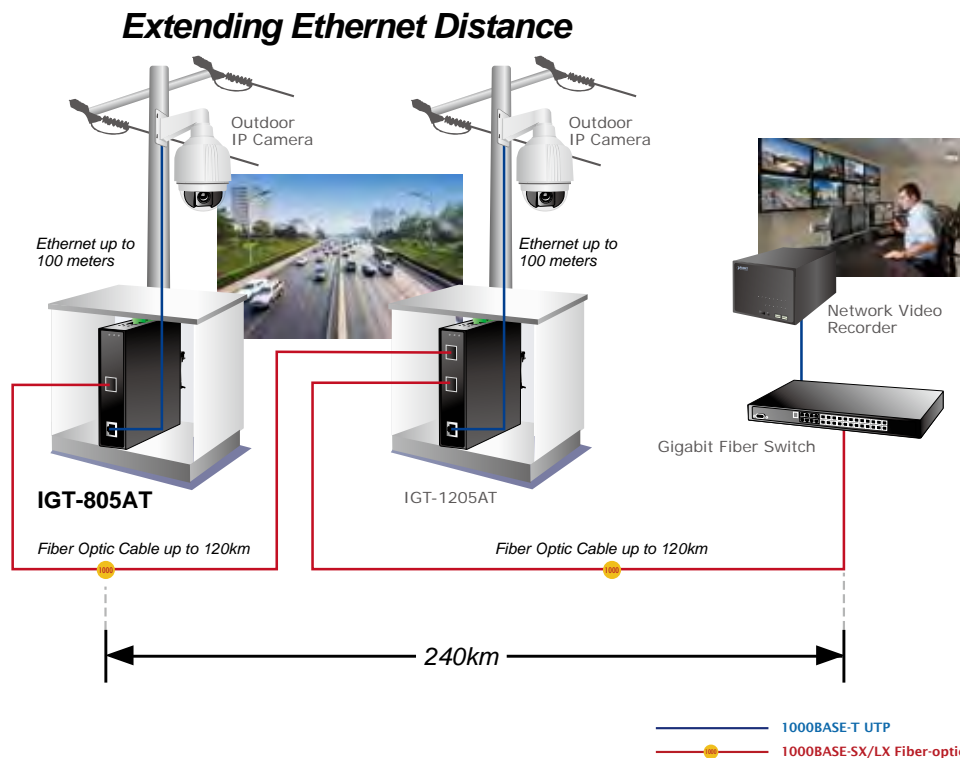 Extending Ethernet Distance
Outdoor
IP Camera
Outdoor
IP Camera
Ethernet up to
100 meters
Ethernet up to
100 meters
Network Video
Recorder
Gigabit Fiber Switch
IGT-805AT
IGT-1205AT
Fiber Optic Cable up to 120km
Fiber Optic Cable up to 120km
1000
1000
240km
1000BASE-T UTP
1000
1000BASE-SX/LX Fiber-optic